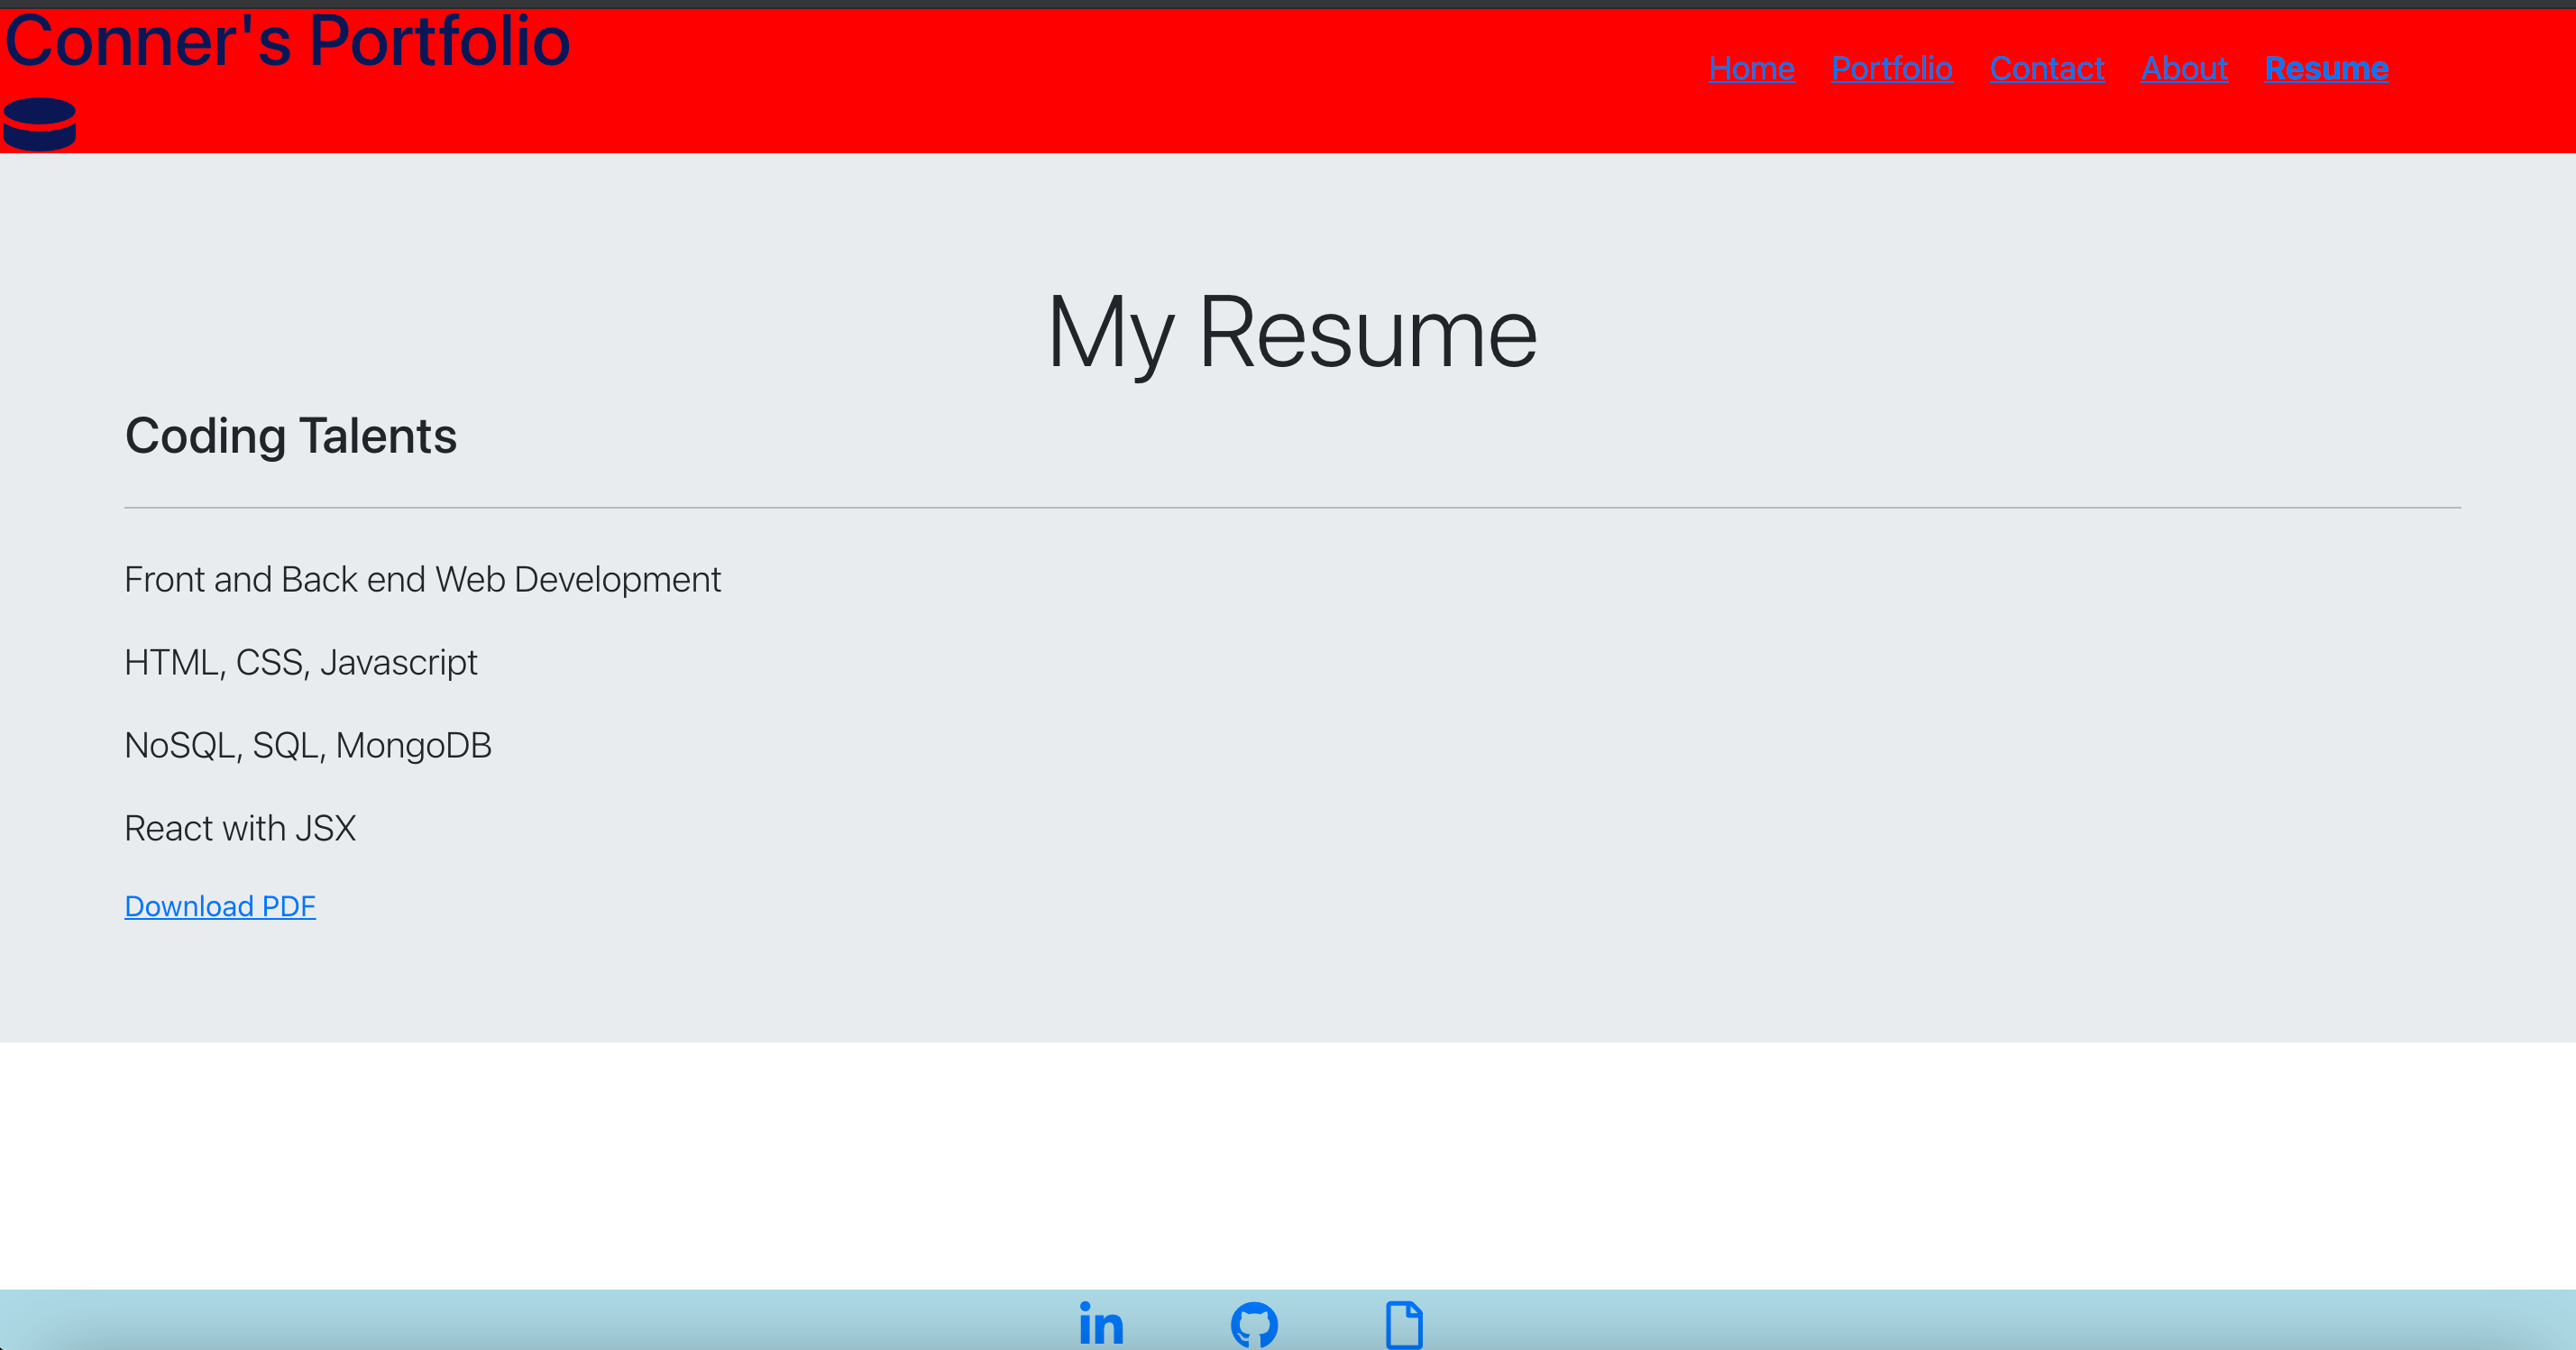 Conner's Portfolio
Home Portfolio Contact About Resume
My Resume
Coding Talents
Front and Back end Web Development
HTML, CSS, Javascript
NoSQL, SQL, MongoDB
React with JSX
Download PDF
in